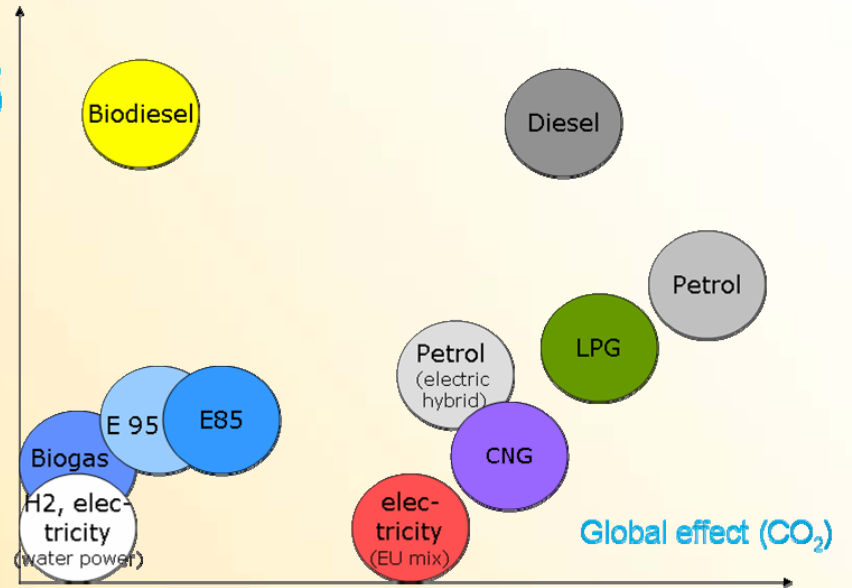 Biodiesel
Diesel
Petrol
LPG
Petrol
(electric
hybrid)
E 95
E85
Biogas
CNG
H2, elec-
tricity
(water power)
elec-
tricity
(EU mix)
Global effect (CO₂)